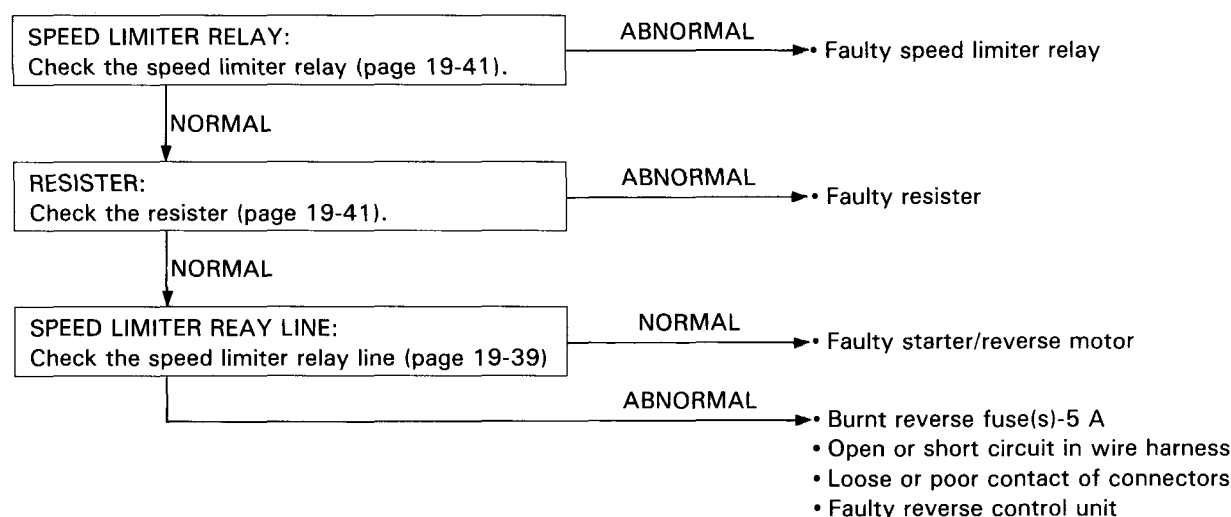 SPEED LIMITER RELAY:
Check the speed limiter relay (page 19-41).
ABNORMAL
• Faulty speed limiter relay
NORMAL
RESISTER:
Check the resister (page 19-41).
ABNORMAL
• Faulty resister
NORMAL
SPEED LIMITER REAY LINE:
Check the speed limiter relay line (page 19-39)
NORMAL
• Faulty starter/reverse motor
ABNORMAL
• Burnt reverse fuse(s)-5 A
• Open or short circuit in wire harness
• Loose or poor contact of connectors
• Faulty reverse control unit